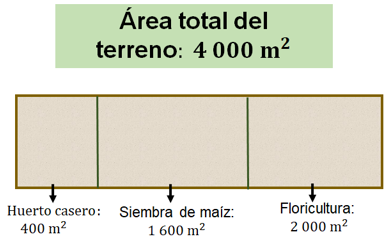 Área total del
terreno: 4 000 m²
Huerto casero:
400 m²
Siembra de maíz:
1 600 m²
Floricultura:
2 000 m²